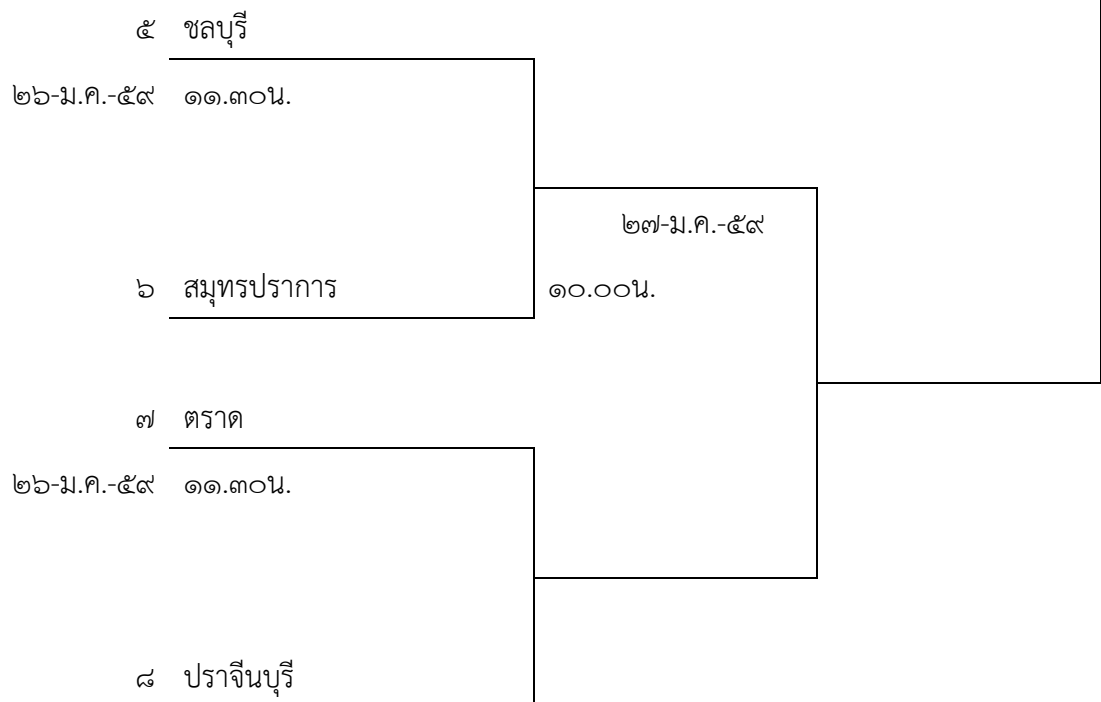 ๕ ชลบุรี
๒๖-ม.ค.-๕๙ ๑๑.๓๐น.
๒๗-ม.ค.-๕๙
๖ สมุทรปราการ ๑๐.๐๐น.
๗ ตราด
๒๖-ม.ค.-๕๙ ๑๑.๓๐น.
๘ ปราจีนบุรี